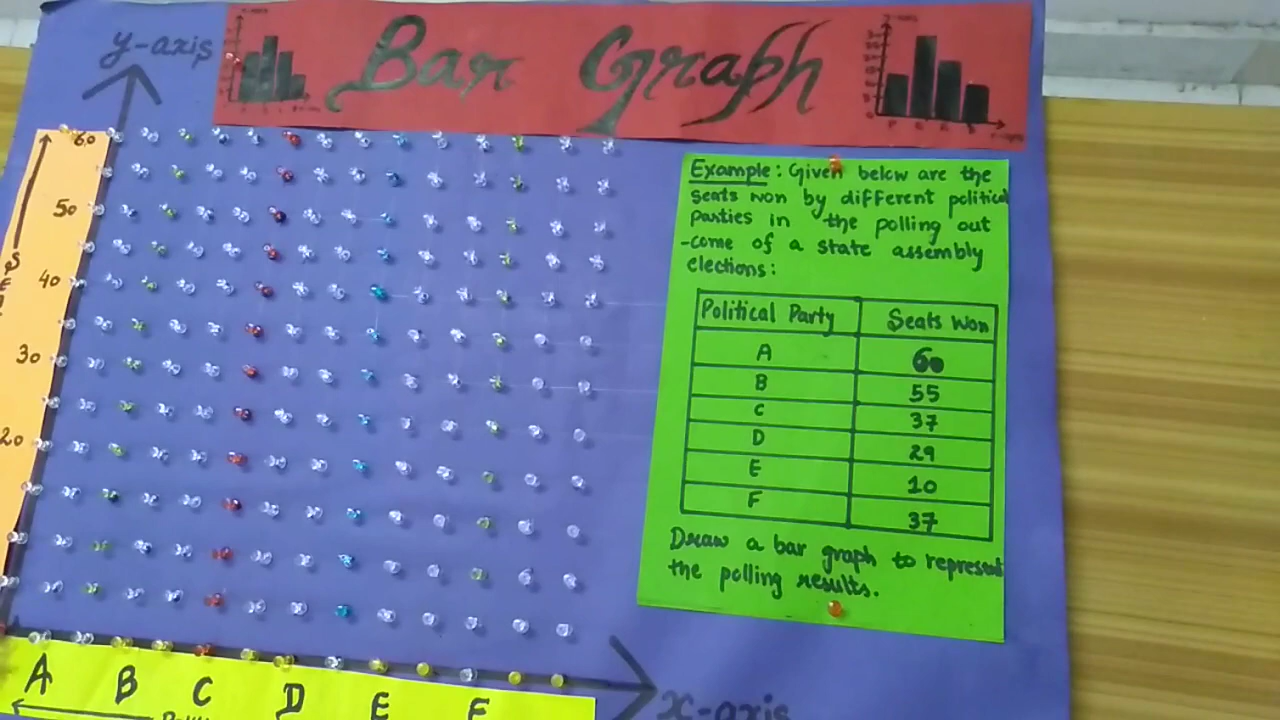 Bar Graph
y-axis
60
50
40
30
20
Example: Given below are the
seats won by different political
parties in the polling out
-come of a state assembly
elections:
Political Party Seats Won
A 60
B 55
C 37
D 29
E 10
F 37
Draw a bar graph to represent
the polling results.
A B C D E F
x-axis